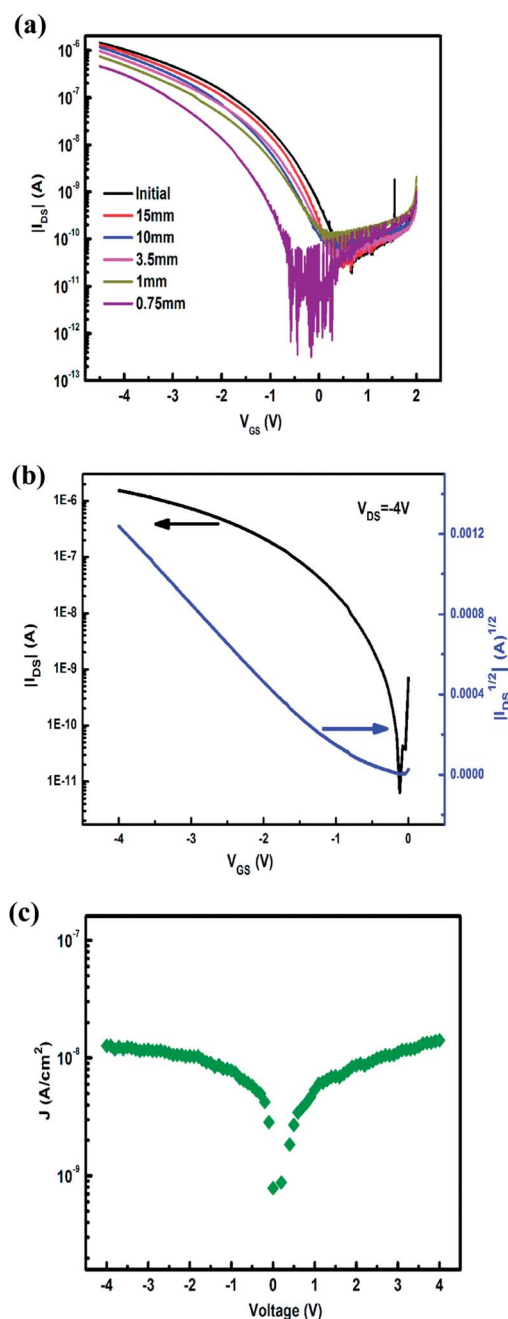 (a)
10⁻⁶
10⁻⁷
10⁻⁸
10⁻⁹
10⁻¹⁰
10⁻¹¹
10⁻¹²
10⁻¹³
|I_DS| (A)
Initial
15mm
10mm
3.5mm
1mm
0.75mm
-4 -3 -2 -1 0 1 2
V_GS (V)
(b)
1E-6
1E-7
1E-8
1E-9
1E-10
1E-11
|I_DS| (A)
V_DS=-4V
0.0012
0.0008
0.0004
0.0000
|I_DS^1/2| (A)^1/2
-4 -3 -2 -1 0
V_GS (V)
(c)
10⁻⁷
10⁻⁸
10⁻⁹
J (A/cm²)
-4 -3 -2 -1 0 1 2 3 4
Voltage (V)